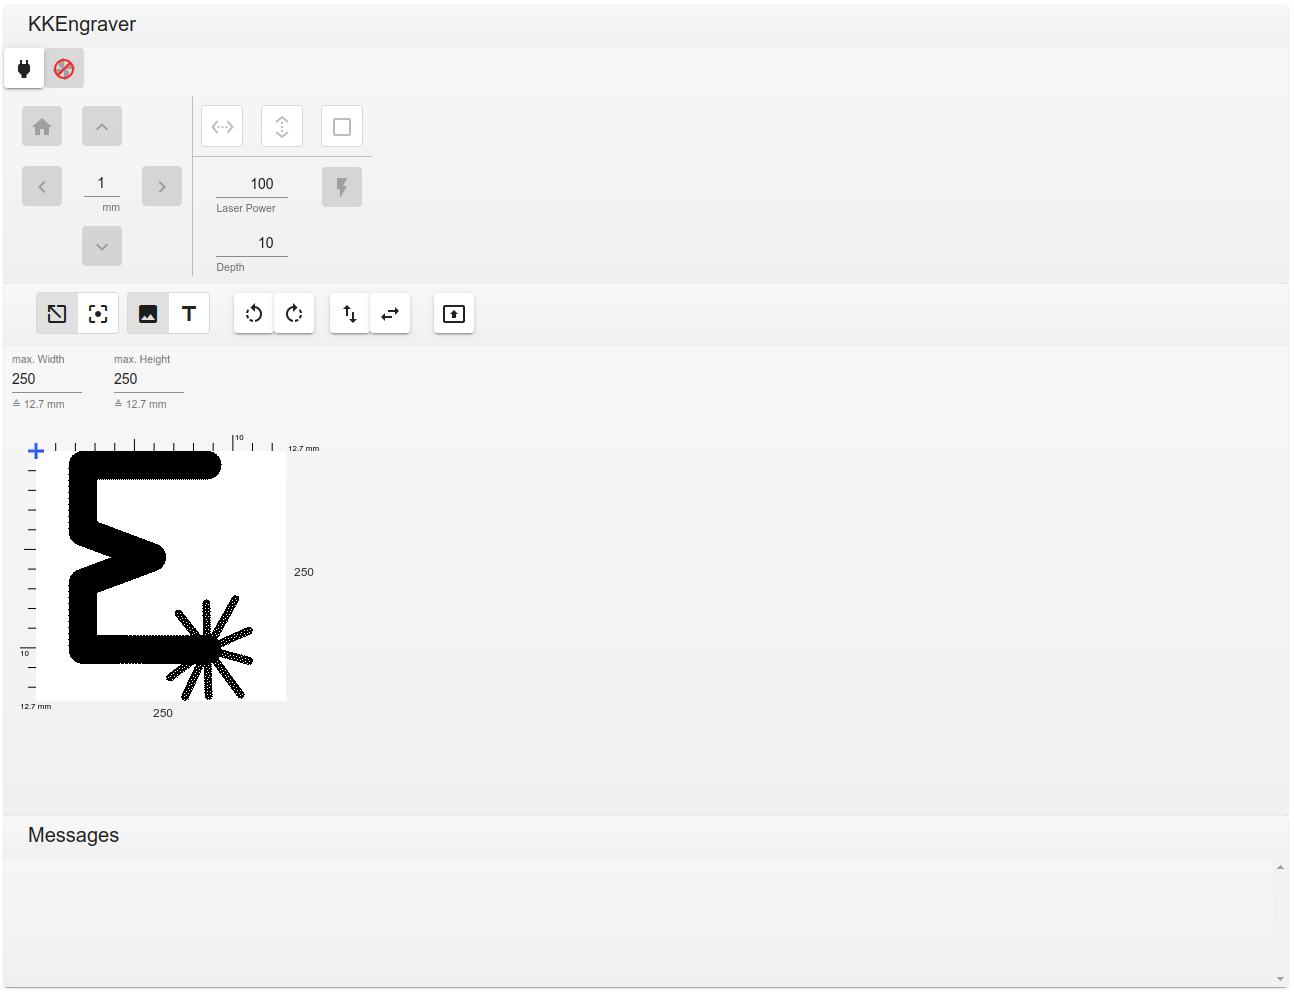 KKEngraver
1
mm
100
Laser Power
10
Depth
T
max. Width
max. Height
250
250
≙ 12.7 mm
≙ 12.7 mm
10
12.7 mm
250
10
12.7 mm
250
Messages